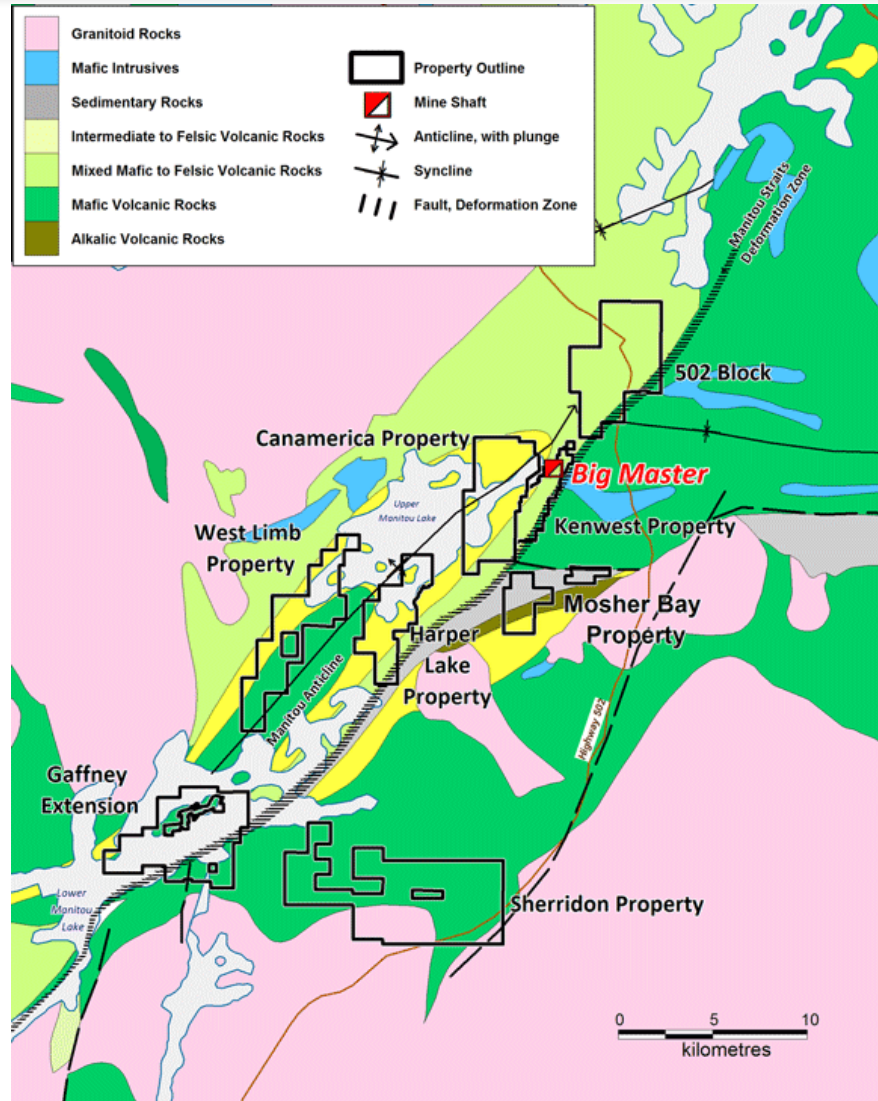 Granitoid Rocks
Mafic Intrusives
Sedimentary Rocks
Intermediate to Felsic Volcanic Rocks
Mixed Mafic to Felsic Volcanic Rocks
Mafic Volcanic Rocks
Alkalic Volcanic Rocks
Property Outline
Mine Shaft
Anticline, with plunge
Syncline
Fault, Deformation Zone
Manitou Straits
Deformation Zone
502 Block
Canamerica Property
Big Master
Upper
Manitou Lake
West Limb
Property
Kenwest Property
Mosher Bay
Property
Harper
Lake
Property
Manitou Anticline
Highway 502
Gaffney
Extension
Lower
Manitou
Lake
Sherridon Property
0 5 10
kilometres